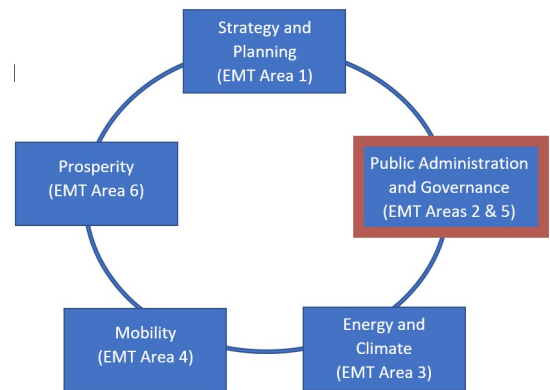 Strategy and
Planning
(EMT Area 1)
Public Administration
and Governance
(EMT Areas 2 & 5)
Energy and
Climate
(EMT Area 3)
Mobility
(EMT Area 4)
Prosperity
(EMT Area 6)